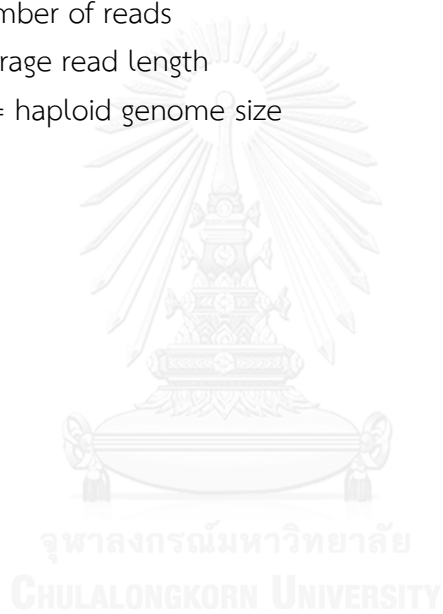 mber of reads
rage read length
= haploid genome size
จุฬาลงกรณ์มหาวิทยาลัย
CHULALONGKORN UNIVERSITY